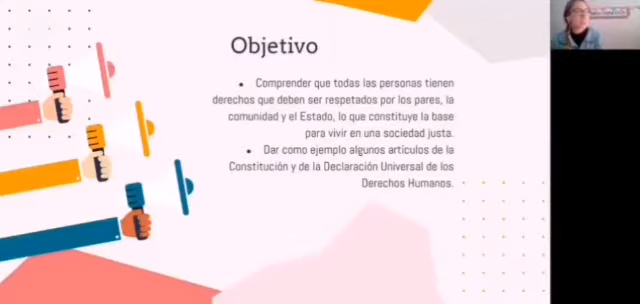 Objetivo
● Comprender que todas las personas tienen
derechos que deben ser respetados por los pares, la
comunidad y el Estado, lo que constituye la base
para vivir en una sociedad justa.
● Dar como ejemplo algunos artículos de la
Constitución y de la Declaración Universal de los
Derechos Humanos.